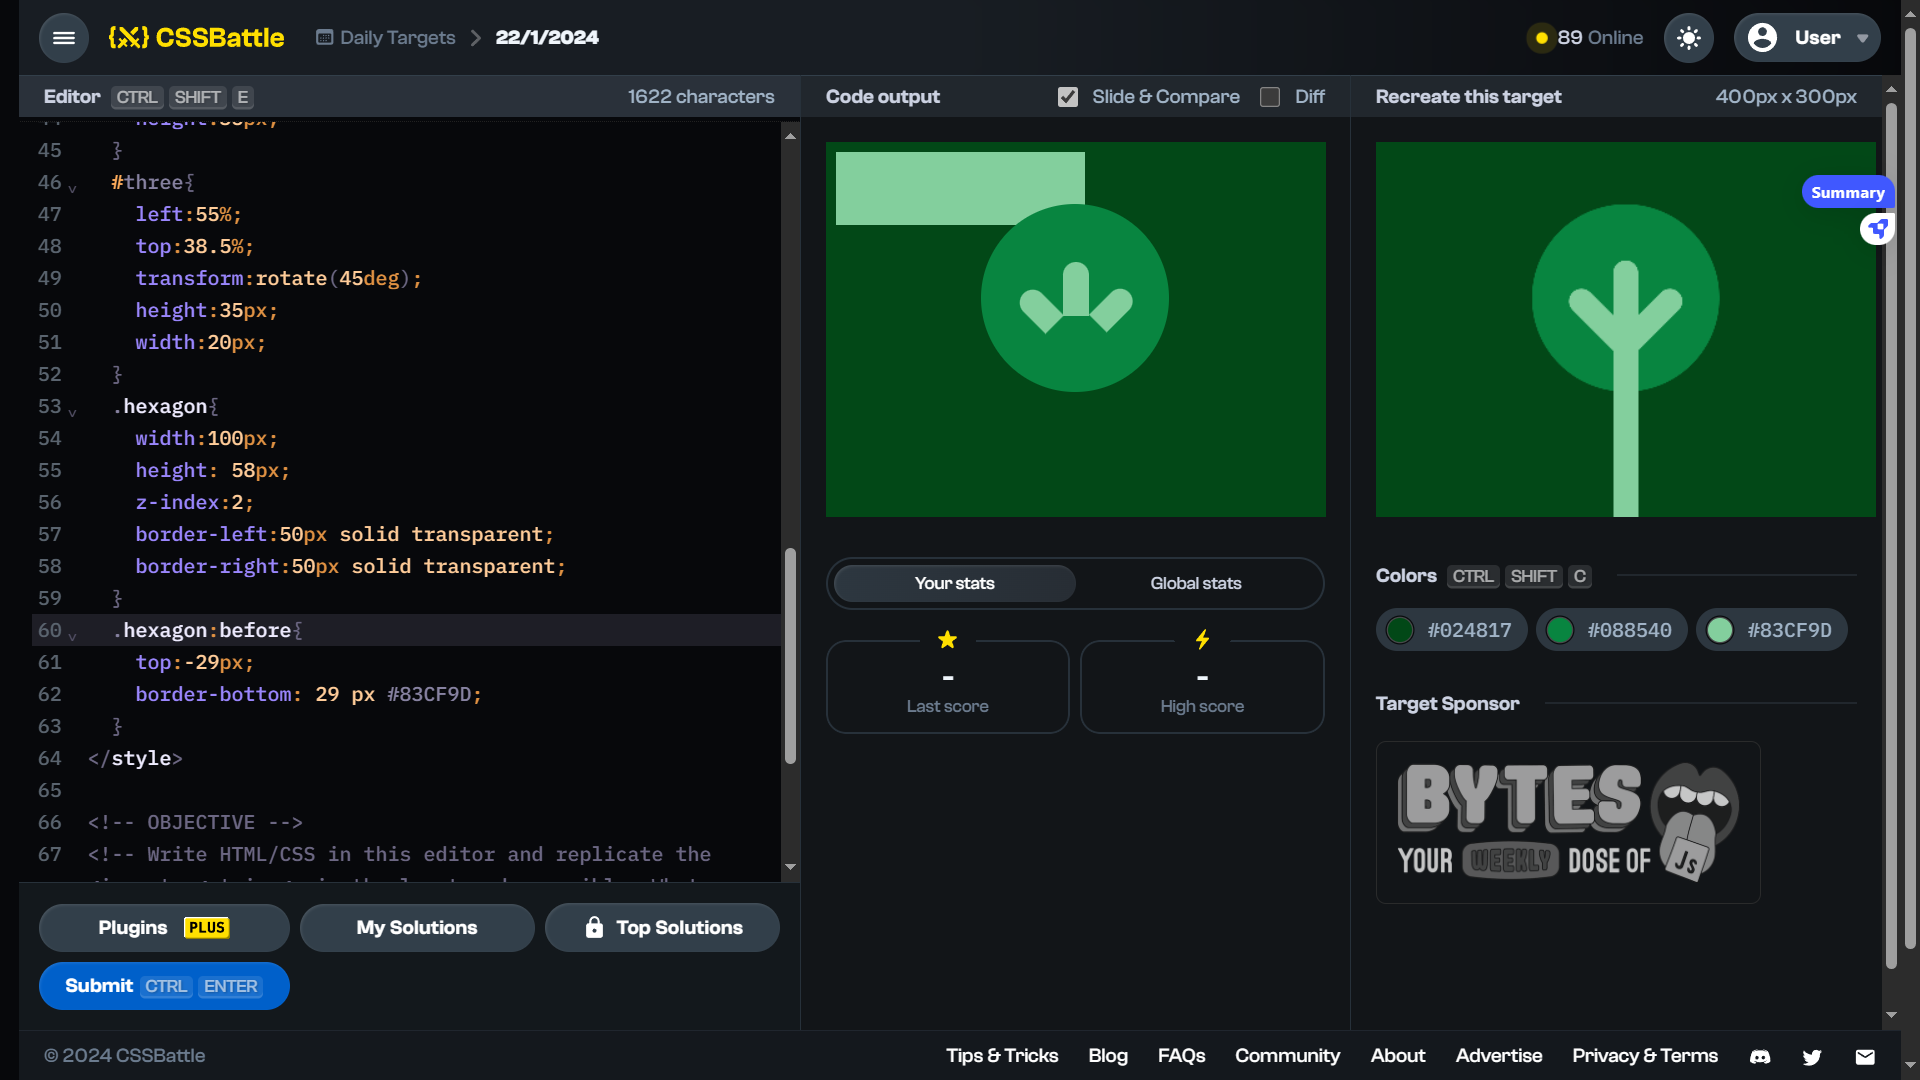 CSSBattle
Daily Targets
22/1/2024
89 Online
User
Editor CTRL SHIFT E
1622 characters
45 }
46 #three{
47 left:55%;
48 top:38.5%;
49 transform:rotate(45deg);
50 height:35px;
51 width:20px;
52 }
53 .hexagon{
54 width:100px;
55 height: 58px;
56 z-index:2;
57 border-left:50px solid transparent;
58 border-right:50px solid transparent;
59 }
60 .hexagon:before{
61 top:-29px;
62 border-bottom: 29 px #83CF9D;
63 }
64 </style>
65
66 <!-- OBJECTIVE -->
67 <!-- Write HTML/CSS in this editor and replicate the
Plugins PLUS
My Solutions
Top Solutions
Submit CTRL ENTER
Code output
Slide & Compare
Diff
Your stats
Global stats
-
Last score
-
High score
Recreate this target
400px x 300px
Summary
Colors CTRL SHIFT C
#024817
#088540
#83CF9D
Target Sponsor
BYTES
YOUR WEEKLY DOSE OF JS
© 2024 CSSBattle
Tips & Tricks
Blog
FAQs
Community
About
Advertise
Privacy & Terms